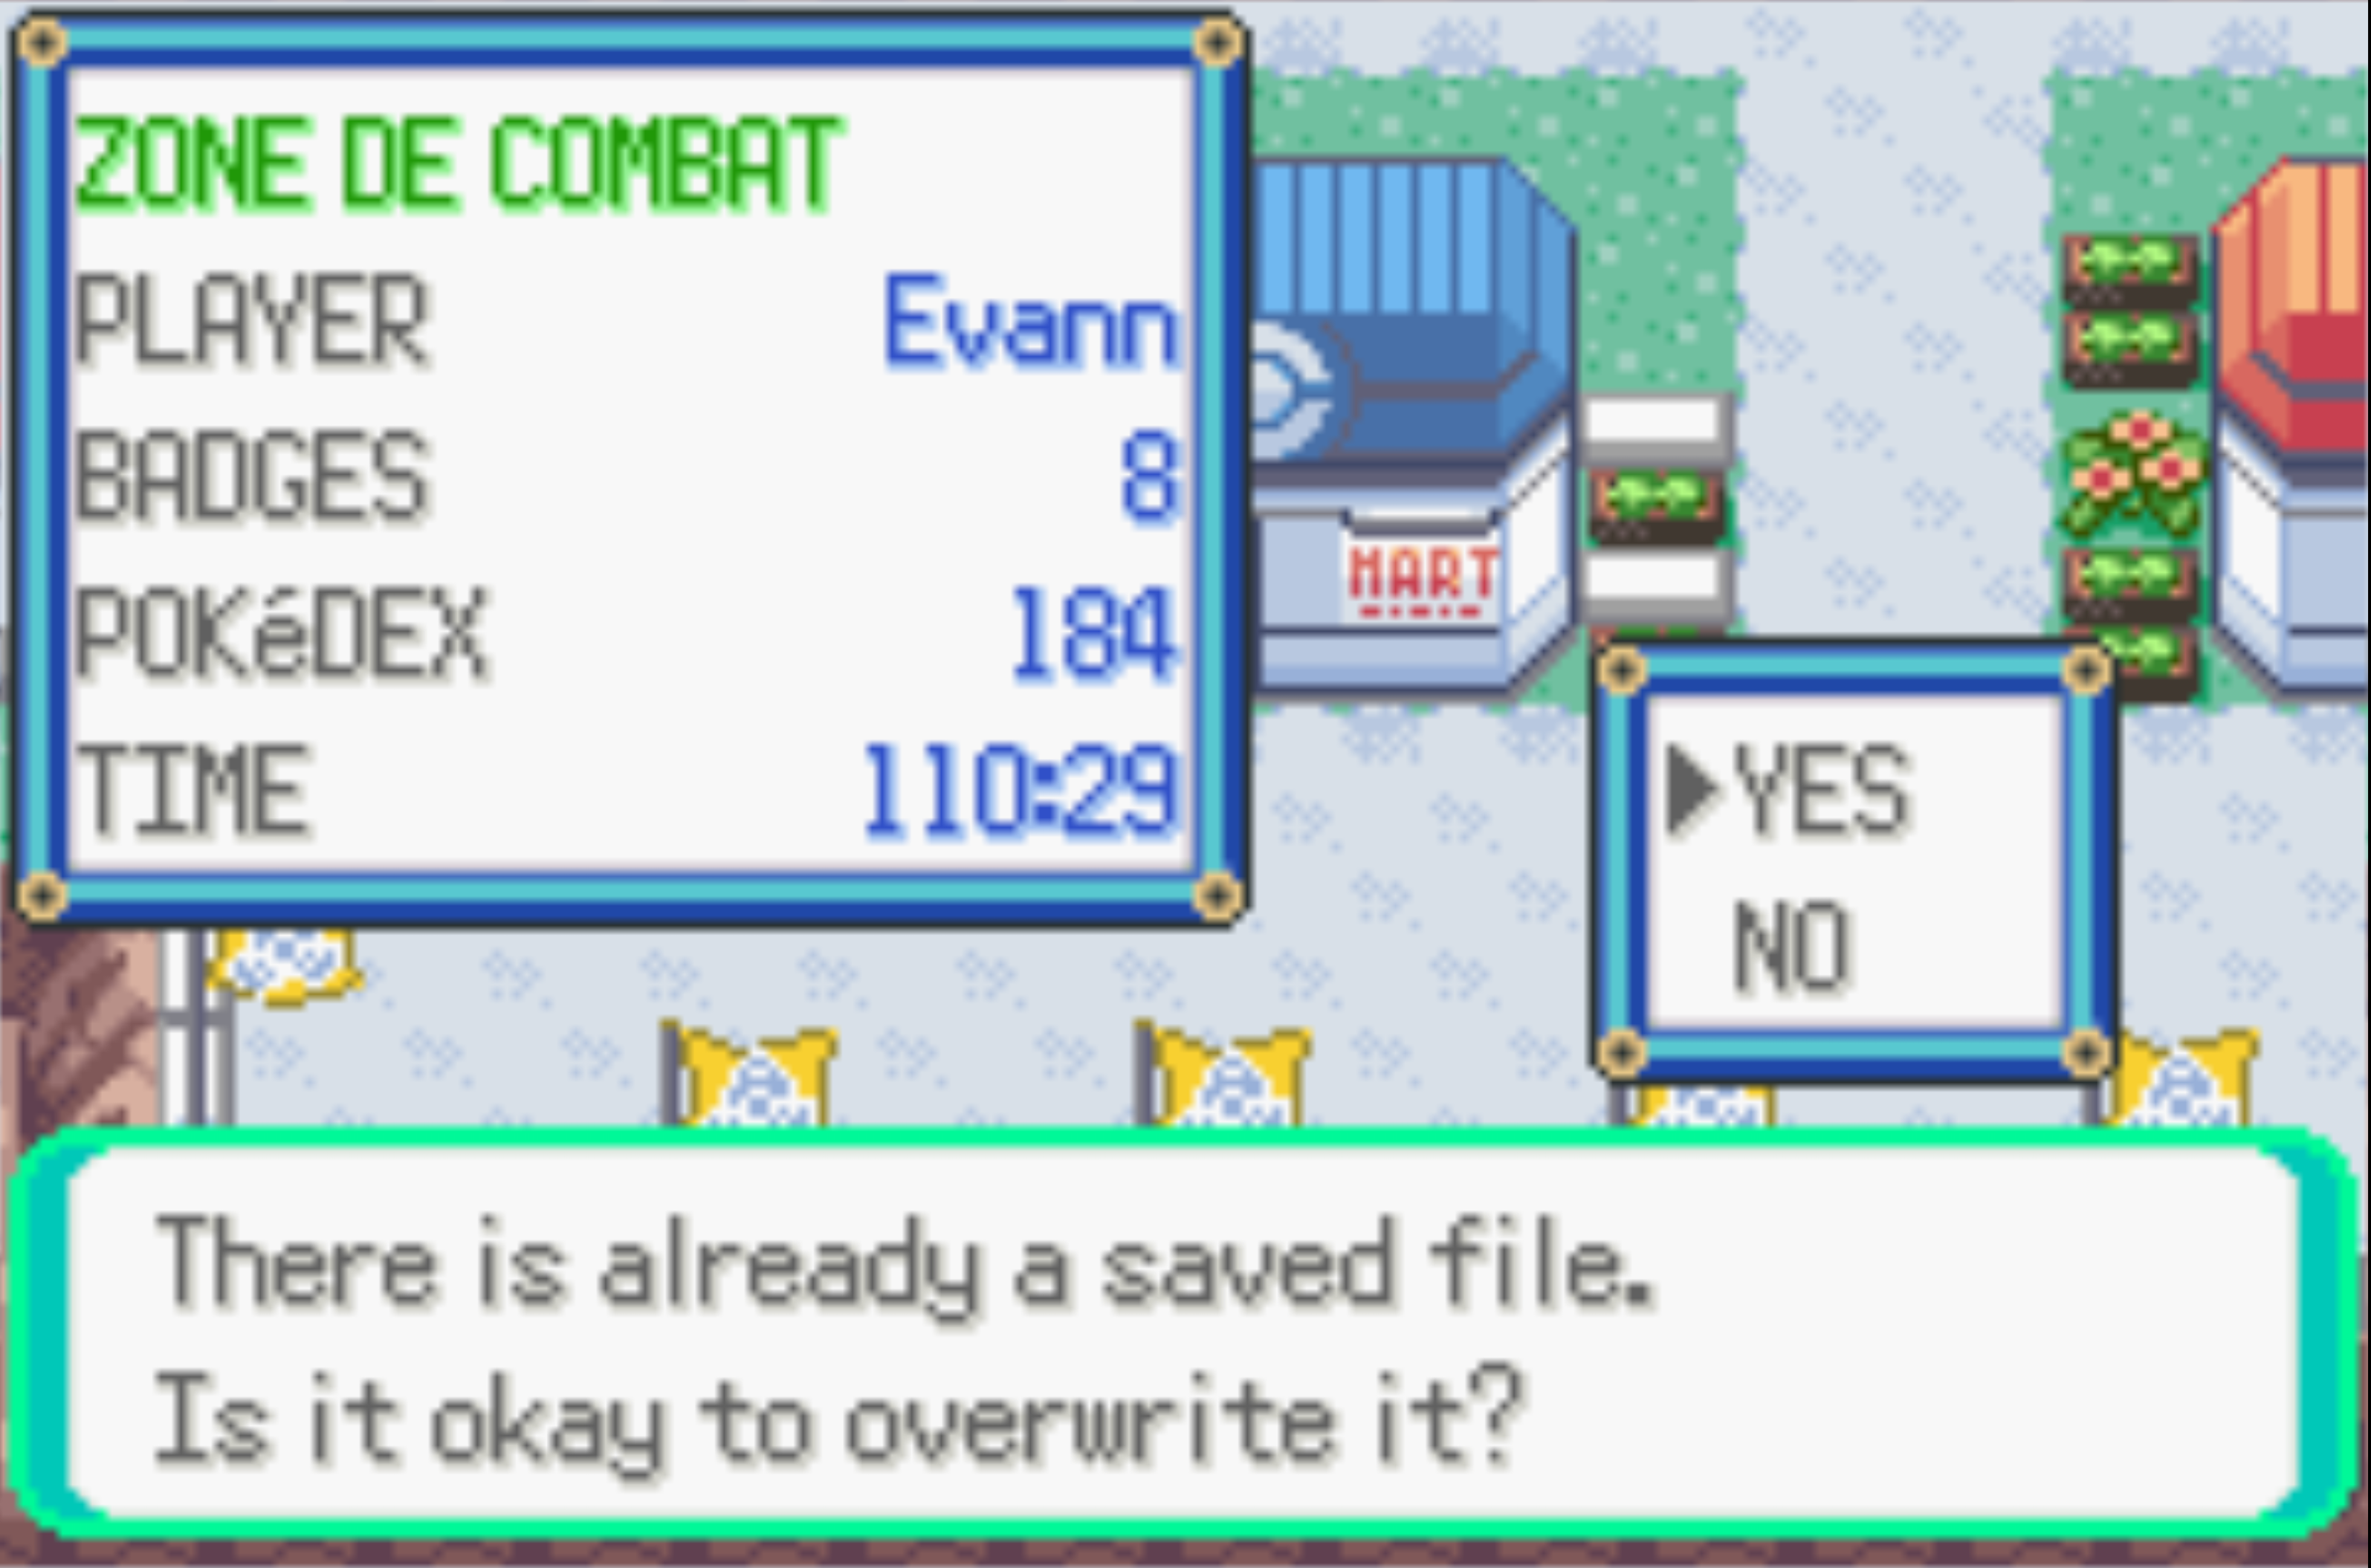 ZONE DE COMBAT
PLAYER Evann
BADGES 8
POKéDEX 184
TIME 110:29
MART
YES
NO
There is already a saved file.
Is it okay to overwrite it?